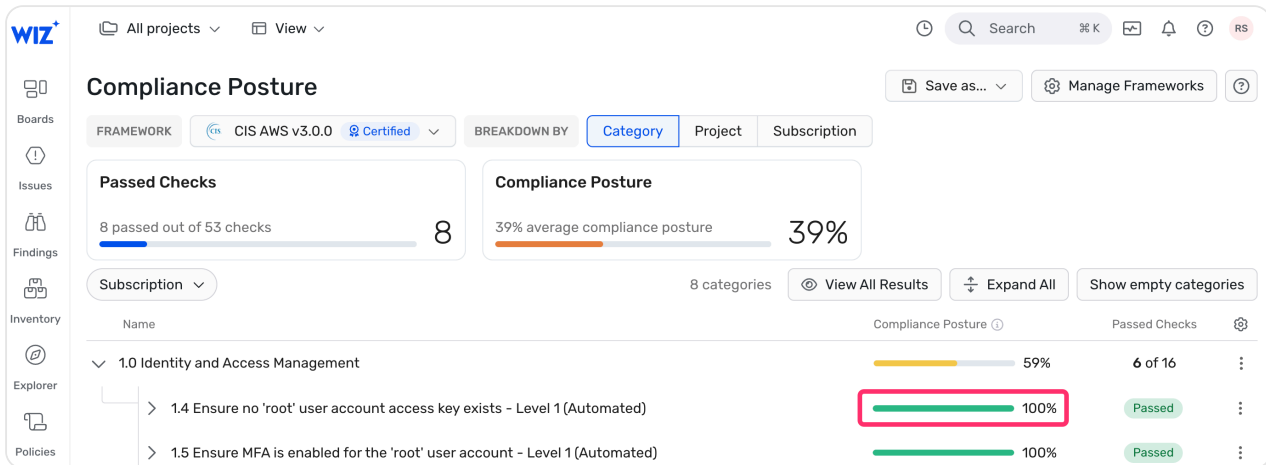 WIZ All projects View Search ⌘ K RS
Boards
Issues
Findings
Inventory
Explorer
Policies
Compliance Posture Save as... Manage Frameworks
FRAMEWORK CIS CIS AWS v3.0.0 Certified BREAKDOWN BY Category Project Subscription
Passed Checks
8 passed out of 53 checks 8
Compliance Posture
39% average compliance posture 39%
Subscription 8 categories View All Results Expand All Show empty categories
Name Compliance Posture Passed Checks
1.0 Identity and Access Management 59% 6 of 16
1.4 Ensure no 'root' user account access key exists - Level 1 (Automated) 100% Passed
1.5 Ensure MFA is enabled for the 'root' user account - Level 1 (Automated) 100% Passed